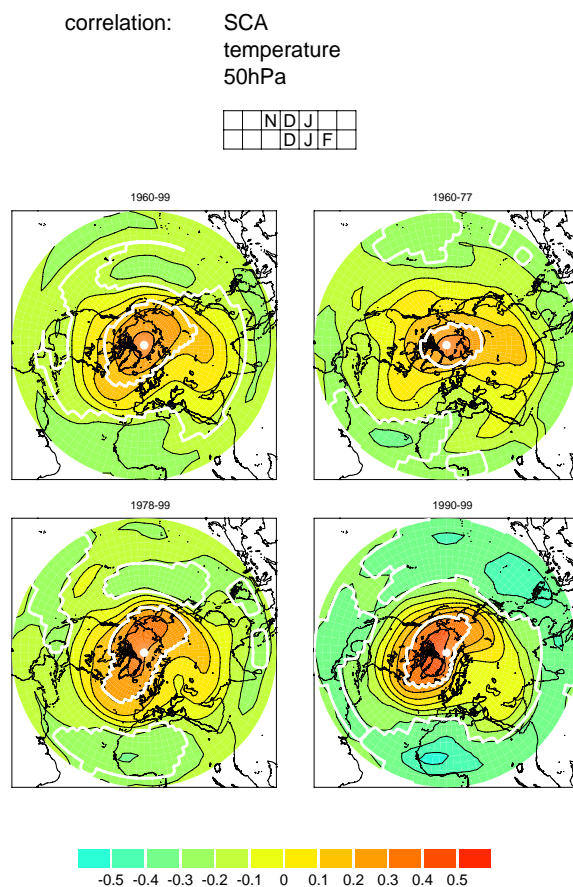 correlation: SCA
temperature
50hPa
N D J
D J F
1960-99 1960-77
1978-99 1990-99
-0.5 -0.4 -0.3 -0.2 -0.1 0 0.1 0.2 0.3 0.4 0.5